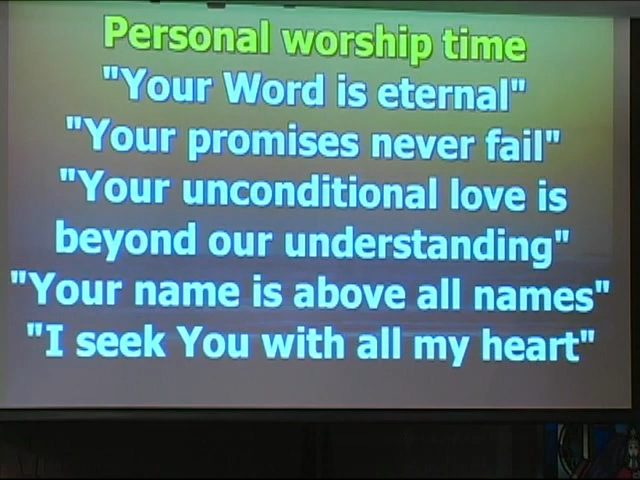 Personal worship time
"Your Word is eternal"
"Your promises never fail"
"Your unconditional love is
beyond our understanding"
"Your name is above all names"
"I seek You with all my heart"